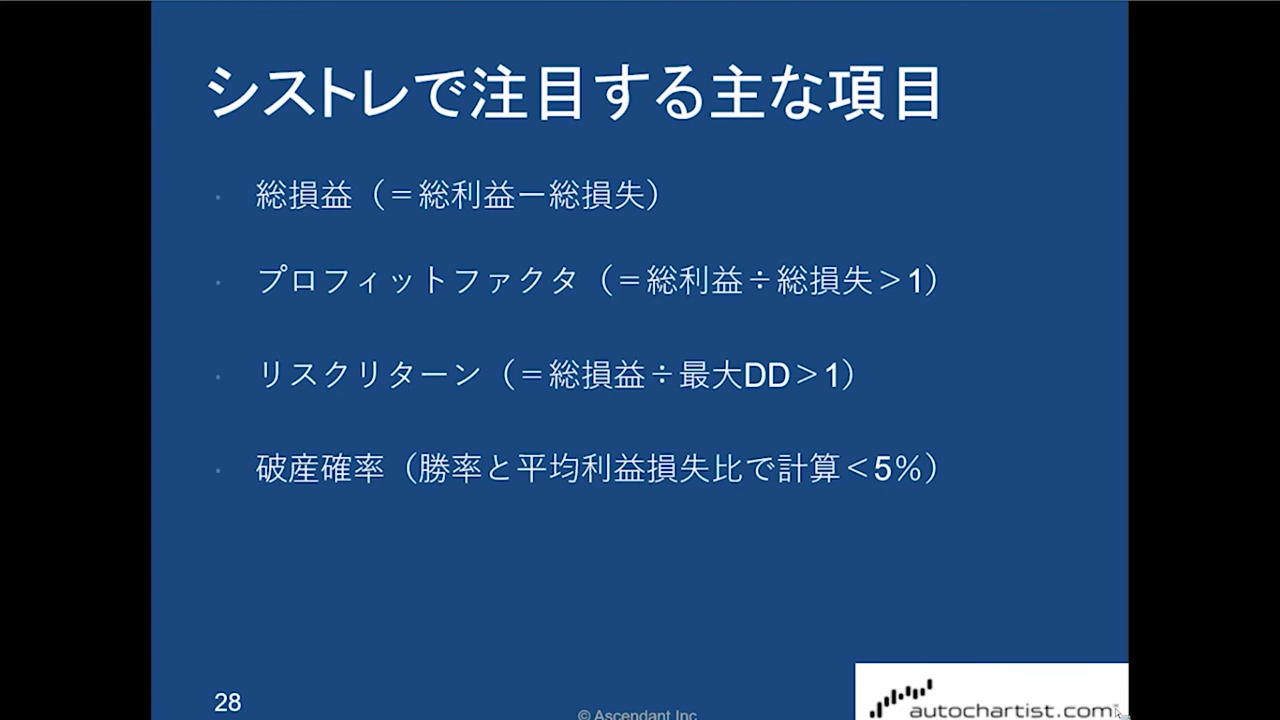 シストレで注目する主な項目
・ 総損益（＝総利益ー総損失）
・ プロフィットファクタ（＝総利益÷総損失＞1）
・ リスクリターン（＝総損益÷最大DD＞1）
・ 破産確率（勝率と平均利益損失比で計算＜5％）
28
© Ascendant Inc
autochartist.com